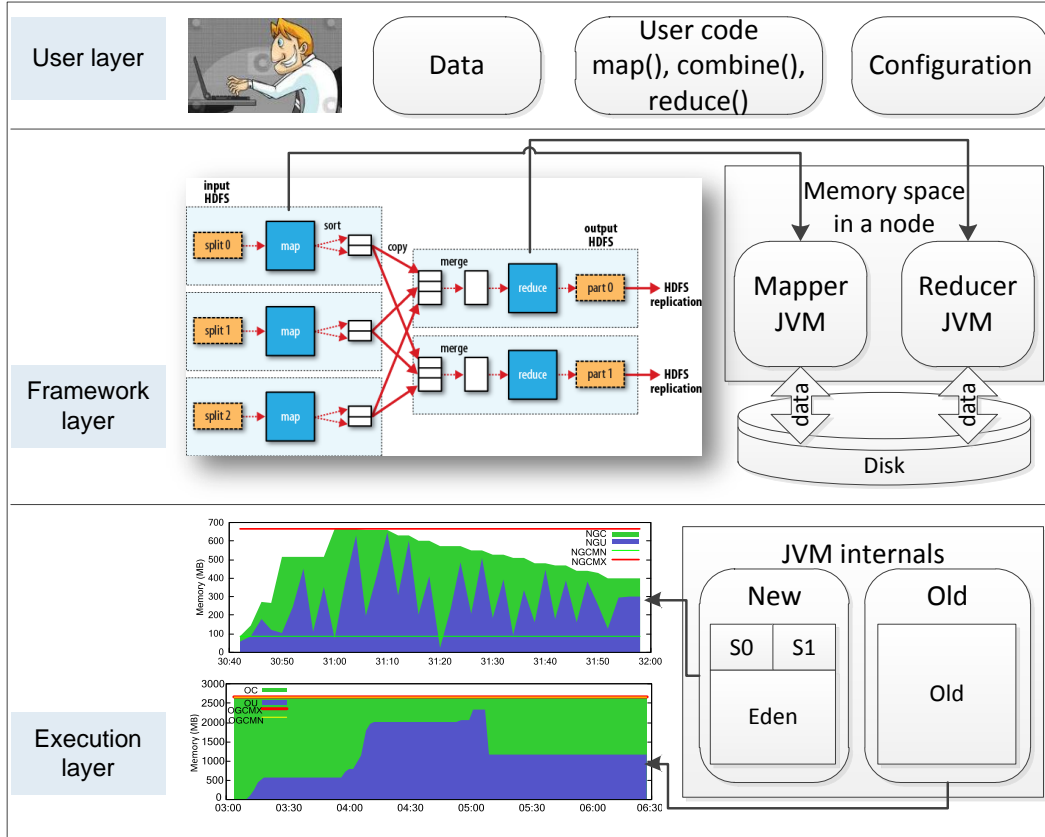 User layer
Data
User code
map(), combine(),
reduce()
Configuration
Framework
layer
input
HDFS
split 0
map
sort
copy
split 1
map
split 2
map
output
HDFS
merge
reduce
part 0
HDFS
replication
merge
reduce
part 1
HDFS
replication
Memory space
in a node
Mapper
JVM
Reducer
JVM
data
data
Disk
Execution
layer
Memory (MB)
700
600
500
400
300
200
100
0
30:40
30:50
31:00
31:10
31:20
31:30
31:40
31:50
32:00
NGC
NGU
NGCMN
NGCMX
Memory (MB)
3000
2500
2000
1500
1000
500
0
03:00
03:30
04:00
04:30
05:00
05:30
06:00
06:30
OC
OU
OGCMX
OGCMN
JVM internals
New
S0
S1
Eden
Old
Old